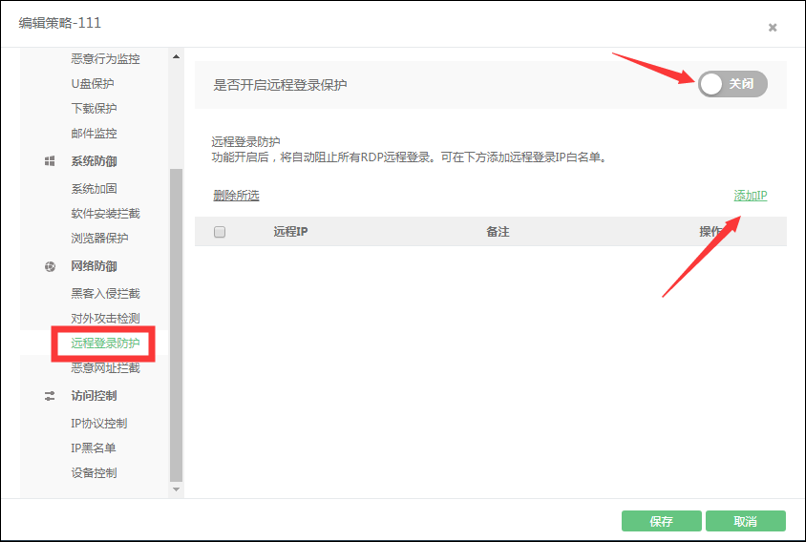 编辑策略-111
恶意行为监控
U盘保护
下载保护
邮件监控
系统防御
系统加固
软件安装拦截
浏览器保护
网络防御
黑客入侵拦截
对外攻击检测
远程登录防护
恶意网址拦截
访问控制
IP协议控制
IP黑名单
设备控制
是否开启远程登录保护
关闭
远程登录防护
功能开启后，将自动阻止所有RDP远程登录。可在下方添加远程登录IP白名单。
删除所选
添加IP
远程IP
备注
操作
保存
取消